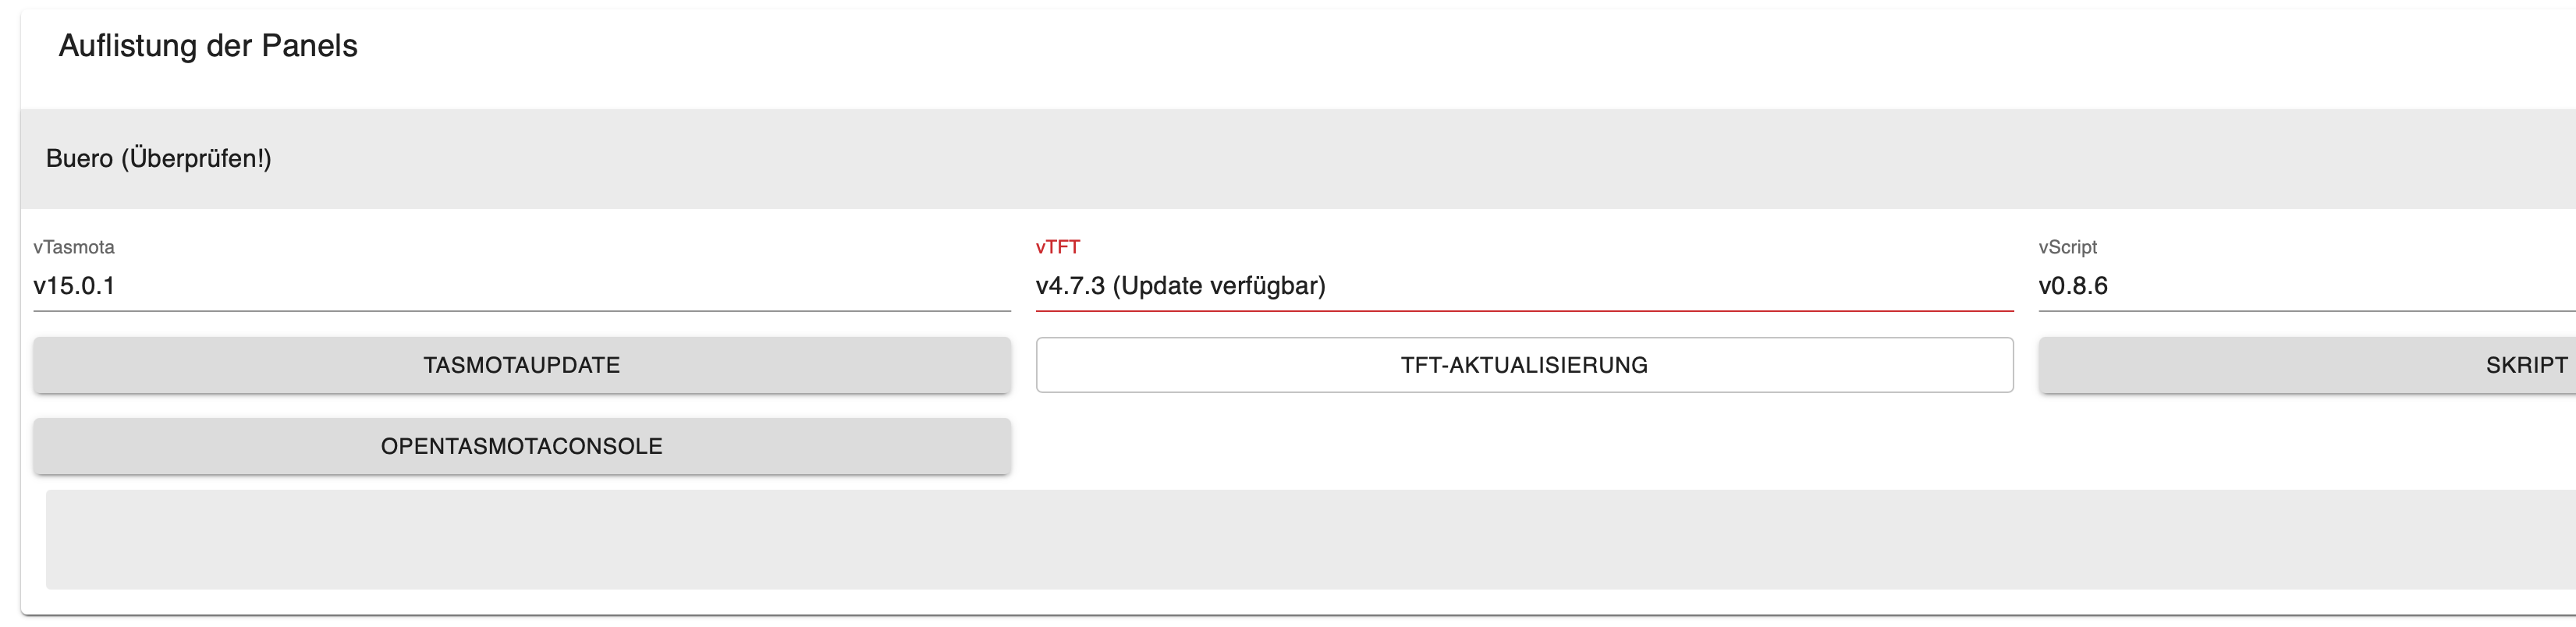 Auflistung der Panels
Buero (Überprüfen!)
vTasmota
v15.0.1
vTFT
v4.7.3 (Update verfügbar)
vScript
v0.8.6
TASMOTAUPDATE
TFT-AKTUALISIERUNG
SKRIPT
OPENTASMOTACONSOLE